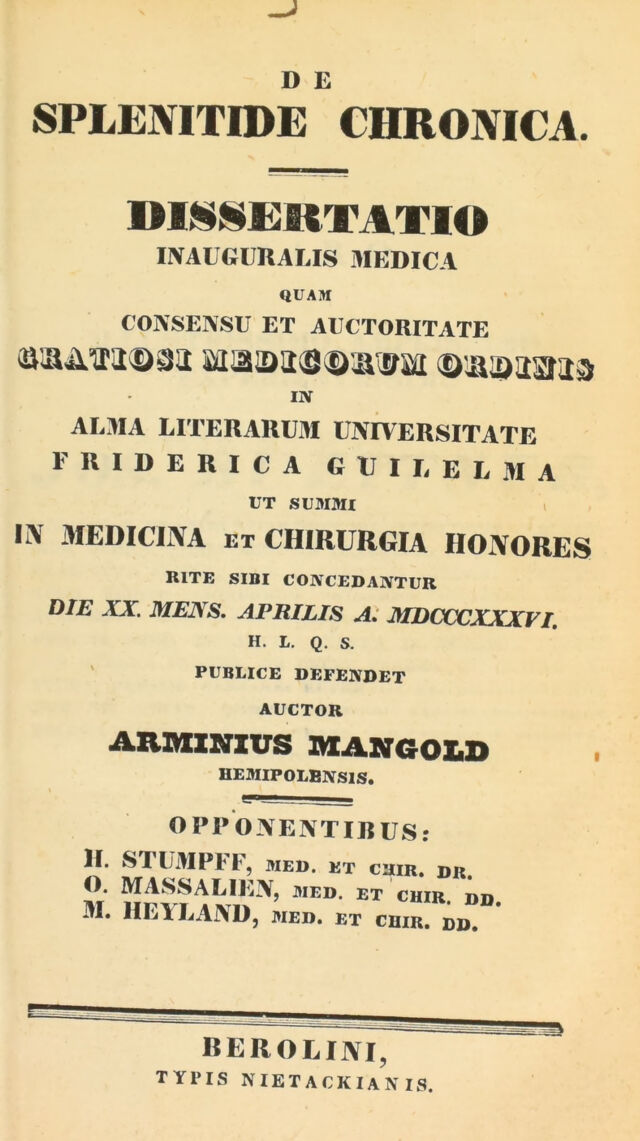 DE
SPLENITIDE CHRONICA.
DISSERTATIO
INAUGURALIS MEDICA
QUAM
CONSENSU ET AUCTORITATE
GRATIOSI MEDICORUM ORDINIS
IN
ALMA LITERARUM UNIVERSITATE
FRIDERICA GUILELMA
UT SUMMI
IN MEDICINA ET CHIRURGIA HONORES
RITE SIBI CONCEDANTUR
DIE XX. MENS. APRILIS A. MDCCCXXXVI.
H. L. Q. S.
PUBLICE DEFENDET
AUCTOR
ARMINIUS MANGOLD
HEMIPOLENSIS.
OPPONENTIBUS:
H. STUMPFF, MED. ET CHIR. DR.
O. MASSALIEN, MED. ET CHIR. DD.
M. HEYLAND, MED. ET CHIR. DD.
BEROLINI,
TYPIS NIETACKIANIS.